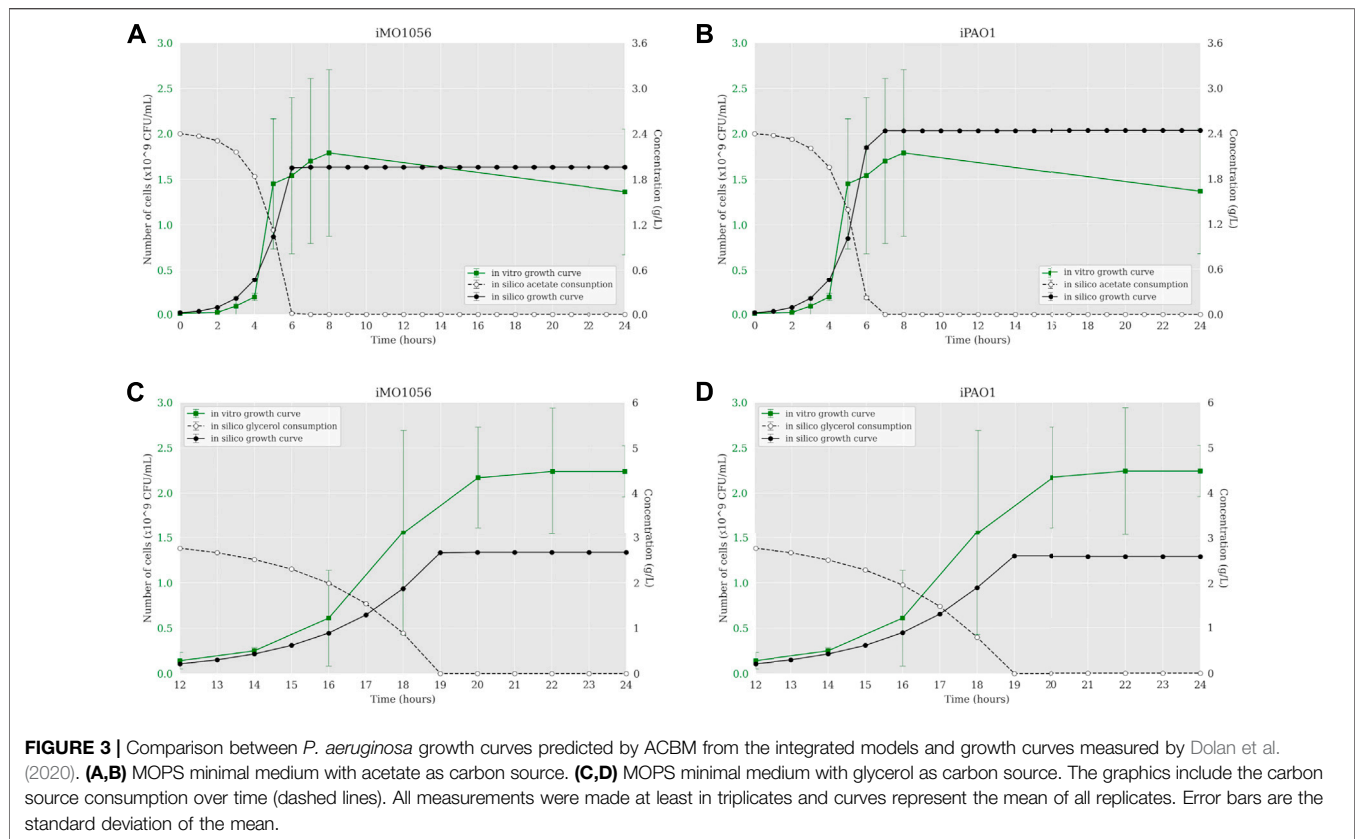 A
iMO1056
3.0
2.5
2.0
1.5
1.0
0.5
0.0
Number of cells (x10^9 CFU/mL)
3.6
3.0
2.4
1.8
1.2
0.6
0.0
Concentration (g/L)
in vitro growth curve
in silico acetate consumption
in silico growth curve
0 2 4 6 8 10 12 14 16 18 20 22 24
Time (hours)
B
iPAO1
3.0
2.5
2.0
1.5
1.0
0.5
0.0
Number of cells (x10^9 CFU/mL)
3.6
3.0
2.4
1.8
1.2
0.6
0.0
Concentration (g/L)
in vitro growth curve
in silico acetate consumption
in silico growth curve
0 2 4 6 8 10 12 14 16 18 20 22 24
Time (hours)
C
iMO1056
3.0
2.5
2.0
1.5
1.0
0.5
0.0
Number of cells (x10^9 CFU/mL)
6
5
4
3
2
1
0
Concentration (g/L)
in vitro growth curve
in silico glycerol consumption
in silico growth curve
12 13 14 15 16 17 18 19 20 21 22 23 24
Time (hours)
D
iPAO1
3.0
2.5
2.0
1.5
1.0
0.5
0.0
Number of cells (x10^9 CFU/mL)
6
5
4
3
2
1
0
Concentration (g/L)
in vitro growth curve
in silico glycerol consumption
in silico growth curve
12 13 14 15 16 17 18 19 20 21 22 23 24
Time (hours)
FIGURE 3 | Comparison between P. aeruginosa growth curves predicted by ACBM from the integrated models and growth curves measured by Dolan et al.
(2020). (A,B) MOPS minimal medium with acetate as carbon source. (C,D) MOPS minimal medium with glycerol as carbon source. The graphics include the carbon
source consumption over time (dashed lines). All measurements were made at least in triplicates and curves represent the mean of all replicates. Error bars are the
standard deviation of the mean.